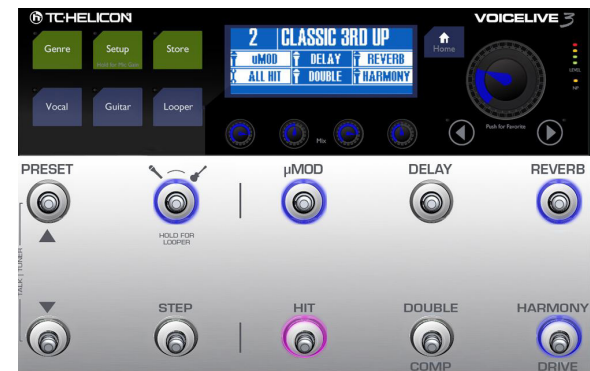 TC·HELICON
VOICELIVE 3
Genre
Setup
Hold for Mic Gain
Store
2 CLASSIC 3RD UP
µMOD DELAY REVERB
ALL HIT DOUBLE HARMONY
Home
LEVEL
Vocal
Guitar
Looper
Mix
Push for Favorite
PRESET
µMOD
DELAY
REVERB
HOLD FOR
LOOPER
TALK | TUNER
STEP
HIT
DOUBLE
HARMONY
COMP
DRIVE